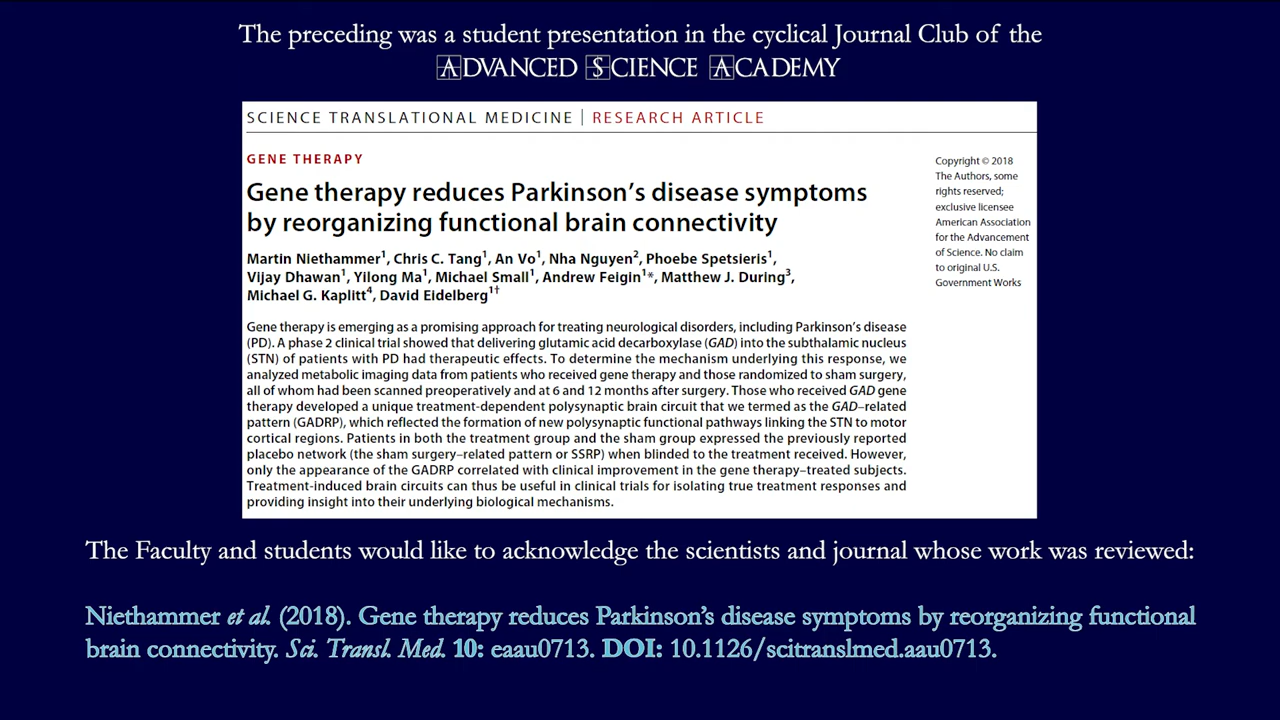 The preceding was a student presentation in the cyclical Journal Club of the
ADVANCED SCIENCE ACADEMY
SCIENCE TRANSLATIONAL MEDICINE | RESEARCH ARTICLE
GENE THERAPY
Gene therapy reduces Parkinson's disease symptoms
by reorganizing functional brain connectivity
Martin Niethammer¹, Chris C. Tang¹, An Vo¹, Nha Nguyen², Phoebe Spetsieris¹,
Vijay Dhawan¹, Yilong Ma¹, Michael Small¹, Andrew Feigin¹*, Matthew J. During³,
Michael G. Kaplitt⁴, David Eidelberg¹†
Copyright © 2018
The Authors, some
rights reserved;
exclusive licensee
American Association
for the Advancement
of Science. No claim
to original U.S.
Government Works
Gene therapy is emerging as a promising approach for treating neurological disorders, including Parkinson's disease
(PD). A phase 2 clinical trial showed that delivering glutamic acid decarboxylase (GAD) into the subthalamic nucleus
(STN) of patients with PD had therapeutic effects. To determine the mechanism underlying this response, we
analyzed metabolic imaging data from patients who received gene therapy and those randomized to sham surgery,
all of whom had been scanned preoperatively and at 6 and 12 months after surgery. Those who received GAD gene
therapy developed a unique treatment-dependent polysynaptic brain circuit that we termed as the GAD–related
pattern (GADRP), which reflected the formation of new polysynaptic functional pathways linking the STN to motor
cortical regions. Patients in both the treatment group and the sham group expressed the previously reported
placebo network (the sham surgery–related pattern or SSRP) when blinded to the treatment received. However,
only the appearance of the GADRP correlated with clinical improvement in the gene therapy–treated subjects.
Treatment-induced brain circuits can thus be useful in clinical trials for isolating true treatment responses and
providing insight into their underlying biological mechanisms.
The Faculty and students would like to acknowledge the scientists and journal whose work was reviewed:
Niethammer et al. (2018). Gene therapy reduces Parkinson's disease symptoms by reorganizing functional
brain connectivity. Sci. Transl. Med. 10: eaau0713. DOI: 10.1126/scitranslmed.aau0713.